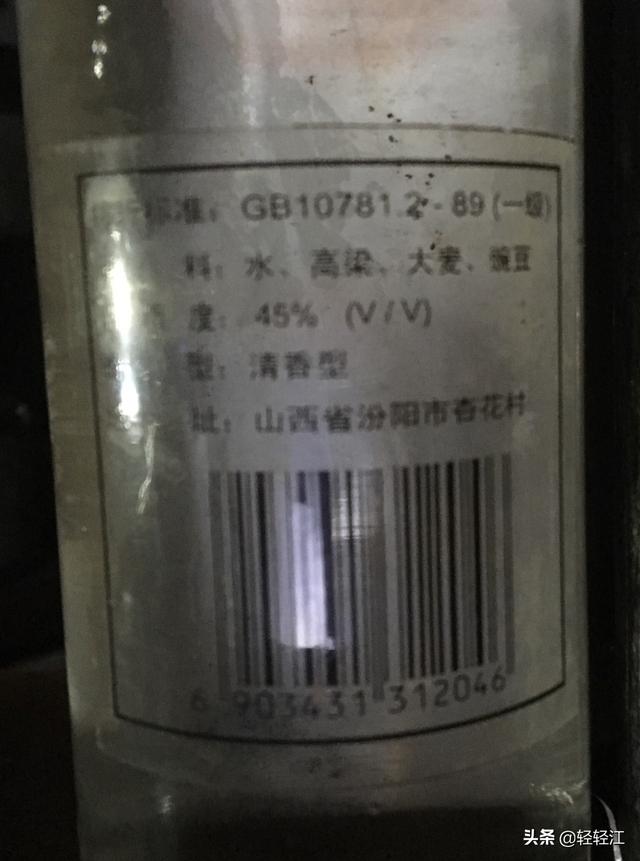 标准：GB10781.2-89(一级)
料：水、高粱、大麦、豌豆
度：45% (V/V)
型：清香型
址：山西省汾阳市杏花村
6 903431 312046
头条 @轻轻江